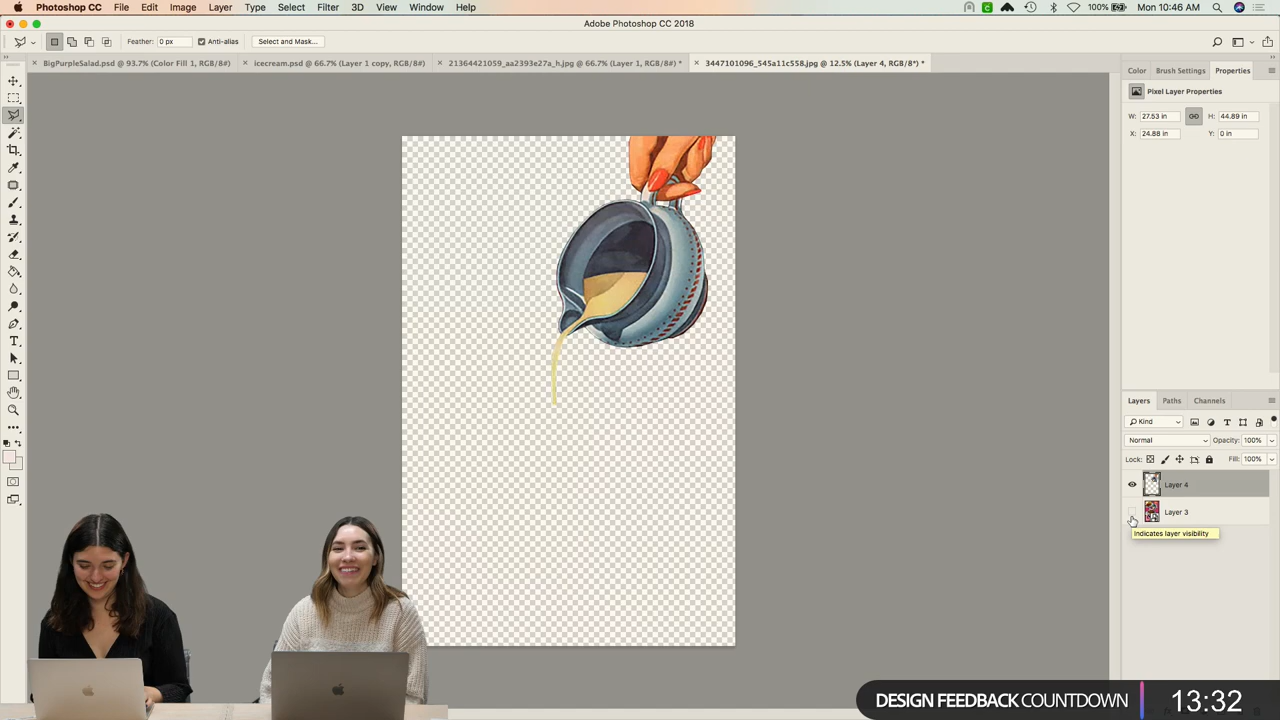 Photoshop CC File Edit Image Layer Type Select Filter 3D View Window Help 100% Mon 10:46 AM
Adobe Photoshop CC 2018
Feather: 0 px Anti-alias Select and Mask...
BigPurpleSalad.psd @ 93.7% (Color Fill 1, RGB/8#) icecream.psd @ 66.7% (Layer 1 copy, RGB/8#) 21364421059_aa2393e27a_h.jpg @ 66.7% (Layer 1, RGB/8#) * 3447101096_545a11c558.jpg @ 12.5% (Layer 4, RGB/8*) *
Color Brush Settings Properties
Pixel Layer Properties
W: 27.53 in H: 44.89 in
X: 24.88 in Y: 0 in
Layers Paths Channels
Kind
Normal Opacity: 100%
Lock: Fill: 100%
Layer 4
Layer 3
Indicates layer visibility
DESIGN FEEDBACK COUNTDOWN 13:32